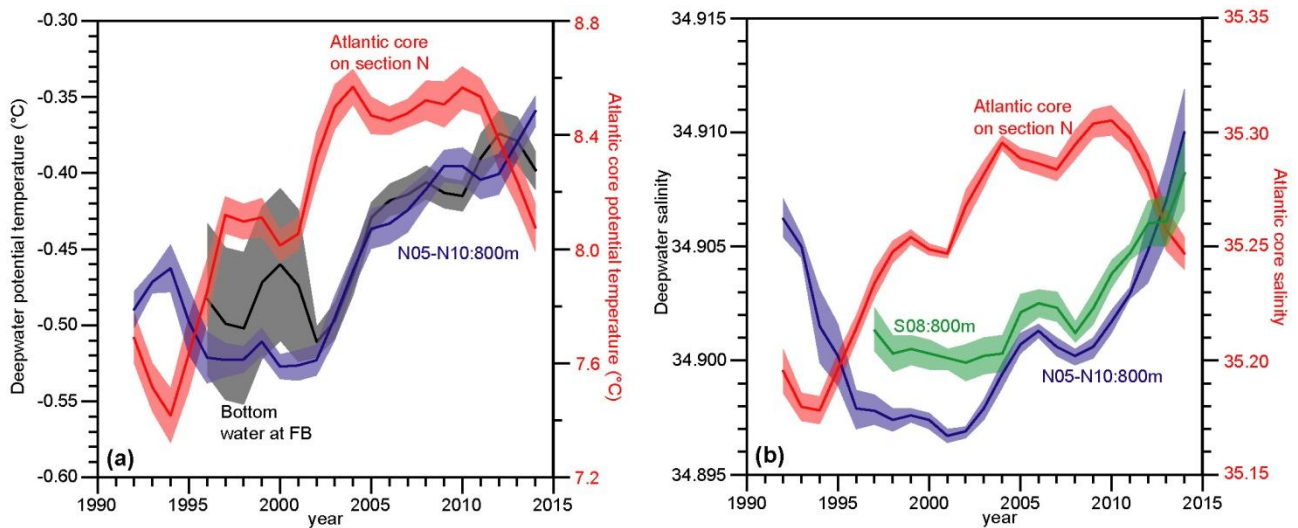 -0.30
-0.35
-0.40
-0.45
-0.50
-0.55
-0.60
Deepwater potential temperature (°C)
Atlantic core
on section N
N05-N10:800m
Bottom
water at FB
(a)
8.8
8.4
8.0
7.6
7.2
Atlantic core potential temperature (°C)
1990
1995
2000
2005
2010
2015
year
34.915
34.910
34.905
34.900
34.895
Deepwater salinity
Atlantic core
on section N
S08:800m
N05-N10:800m
(b)
35.35
35.30
35.25
35.20
35.15
Atlantic core
salinity
1990
1995
2000
2005
2010
2015
year